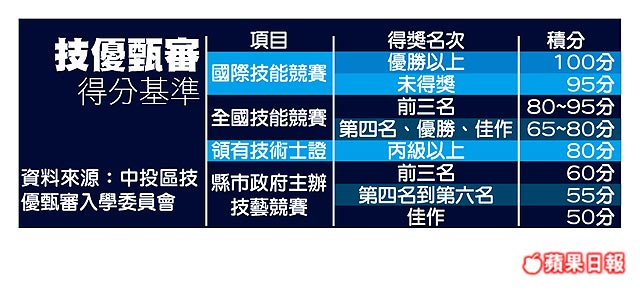 技優甄審
得分基準
資料來源：中投區技
優甄審入學委員會
項目 得獎名次 積分
國際技能競賽 優勝以上 100分
未得獎 95分
全國技能競賽 前三名 80~95分
第四名、優勝、佳作 65~80分
領有技術士證 丙級以上 80分
縣市政府主辦
技藝競賽 前三名 60分
第四名到第六名 55分
佳作 50分
蘋果日報